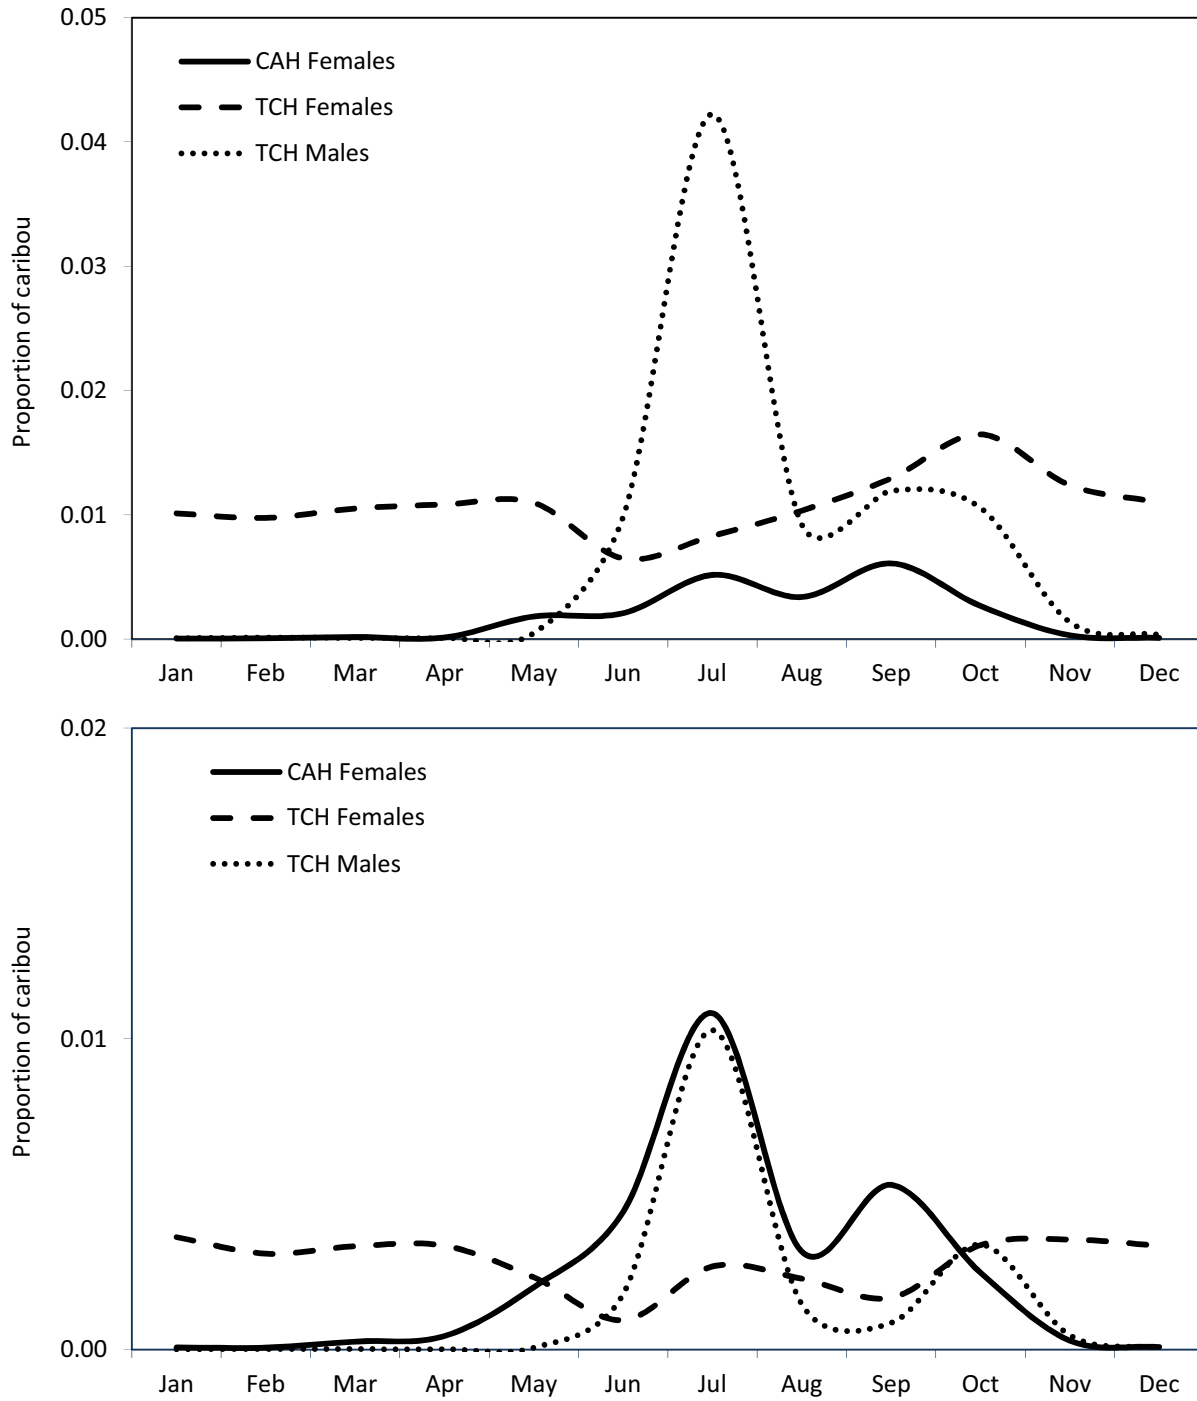 0.05
CAH Females
TCH Females
TCH Males
0.04
0.03
0.02
0.01
0.00
Proportion of caribou
Jan Feb Mar Apr May Jun Jul Aug Sep Oct Nov Dec
0.02
CAH Females
TCH Females
TCH Males
0.01
0.00
Proportion of caribou
Jan Feb Mar Apr May Jun Jul Aug Sep Oct Nov Dec